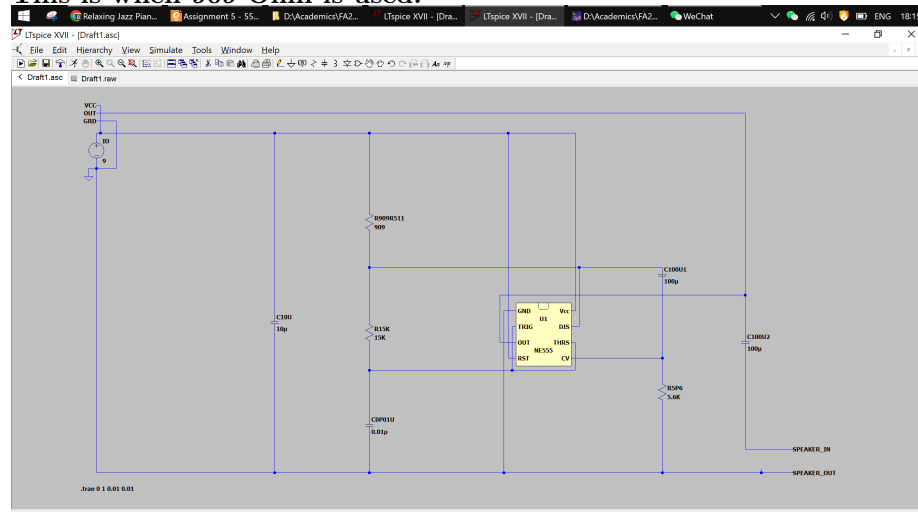 This is when 909 Ohm is used.
Relaxing Jazz Pian... Assignment 5 - 55... D:\Academics\FA2... LTspice XVII - [Dra... LTspice XVII - [Dra... D:\Academics\FA2... WeChat ENG 18:15
LTspice XVII - [Draft1.asc]
File Edit Hierarchy View Simulate Tools Window Help
Draft1.asc Draft1.raw
VCC
OUT
GRD
IO
9
R909R511
909
C100U1
100µ
C10U
10µ
R15K
15K
GND Vcc
U1
TRIG DIS
OUT THRS
NE555
RST CV
C100U2
100µ
R5P6
5.6K
C0P01U
0.01µ
SPEAKER_IN
SPEAKER_OUT
.tran 0 1 0.01 0.01